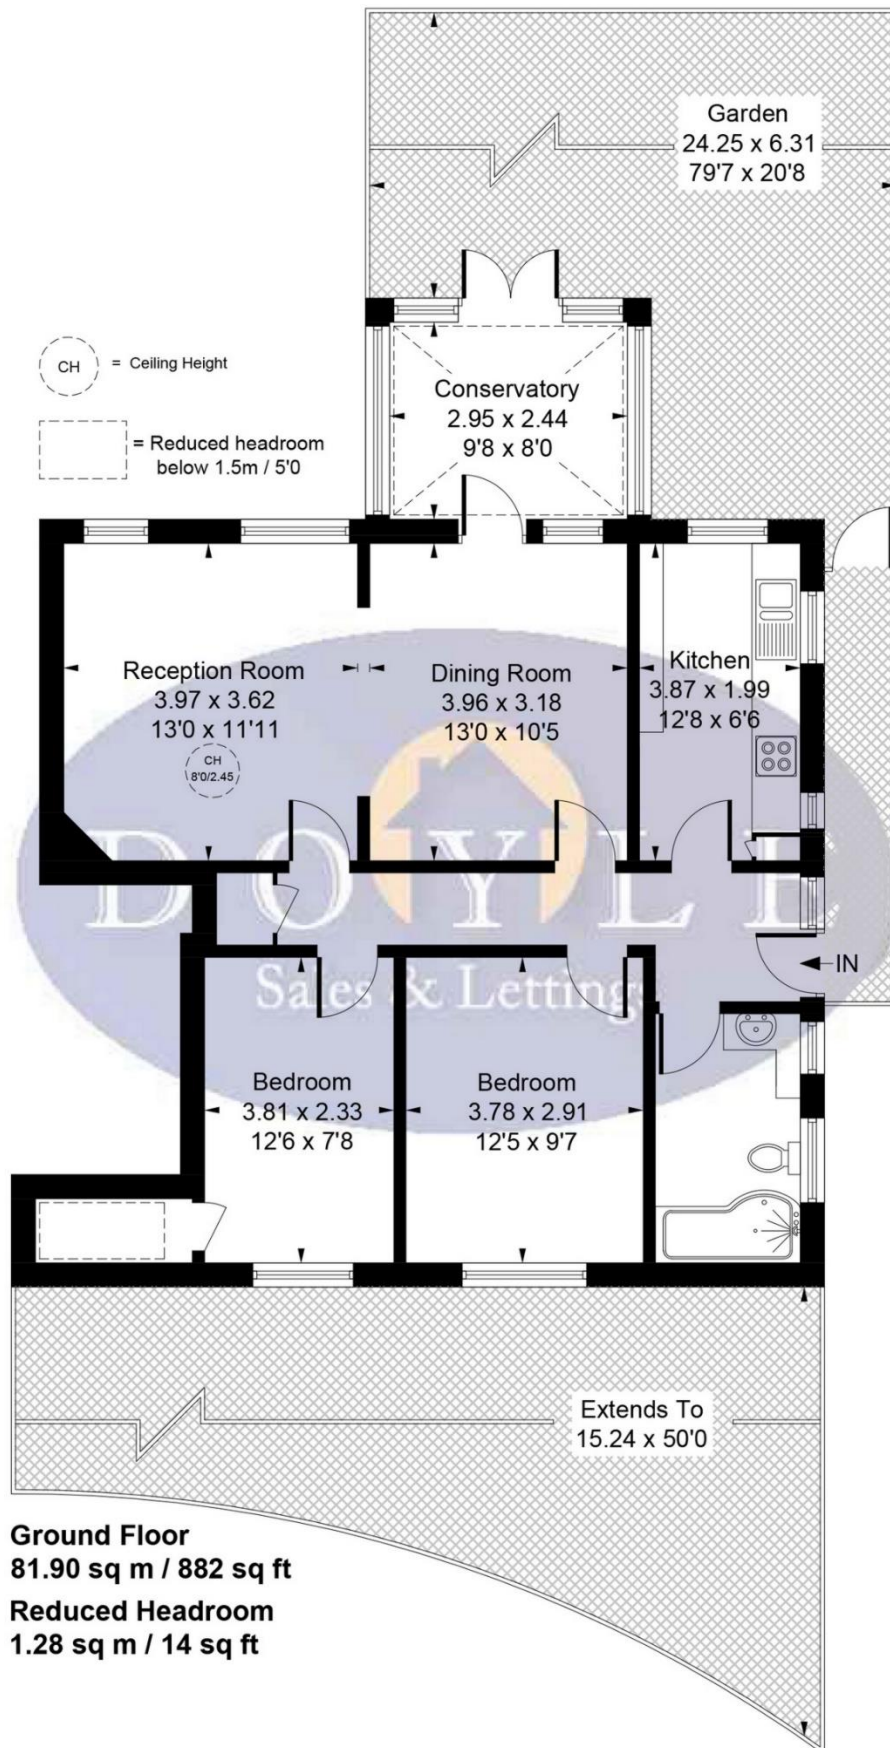 Garden
24.25 x 6.31
79'7 x 20'8
CH = Ceiling Height
= Reduced headroom
below 1.5m / 5'0
Conservatory
2.95 x 2.44
9'8 x 8'0
Reception Room
3.97 x 3.62
13'0 x 11'11
CH
8'0/2.45
Dining Room
3.96 x 3.18
13'0 x 10'5
Kitchen
3.87 x 1.99
12'8 x 6'6
DOYLE
Sales & Lettings
IN
Bedroom
3.81 x 2.33
12'6 x 7'8
Bedroom
3.78 x 2.91
12'5 x 9'7
Extends To
15.24 x 50'0
Ground Floor
81.90 sq m / 882 sq ft
Reduced Headroom
1.28 sq m / 14 sq ft